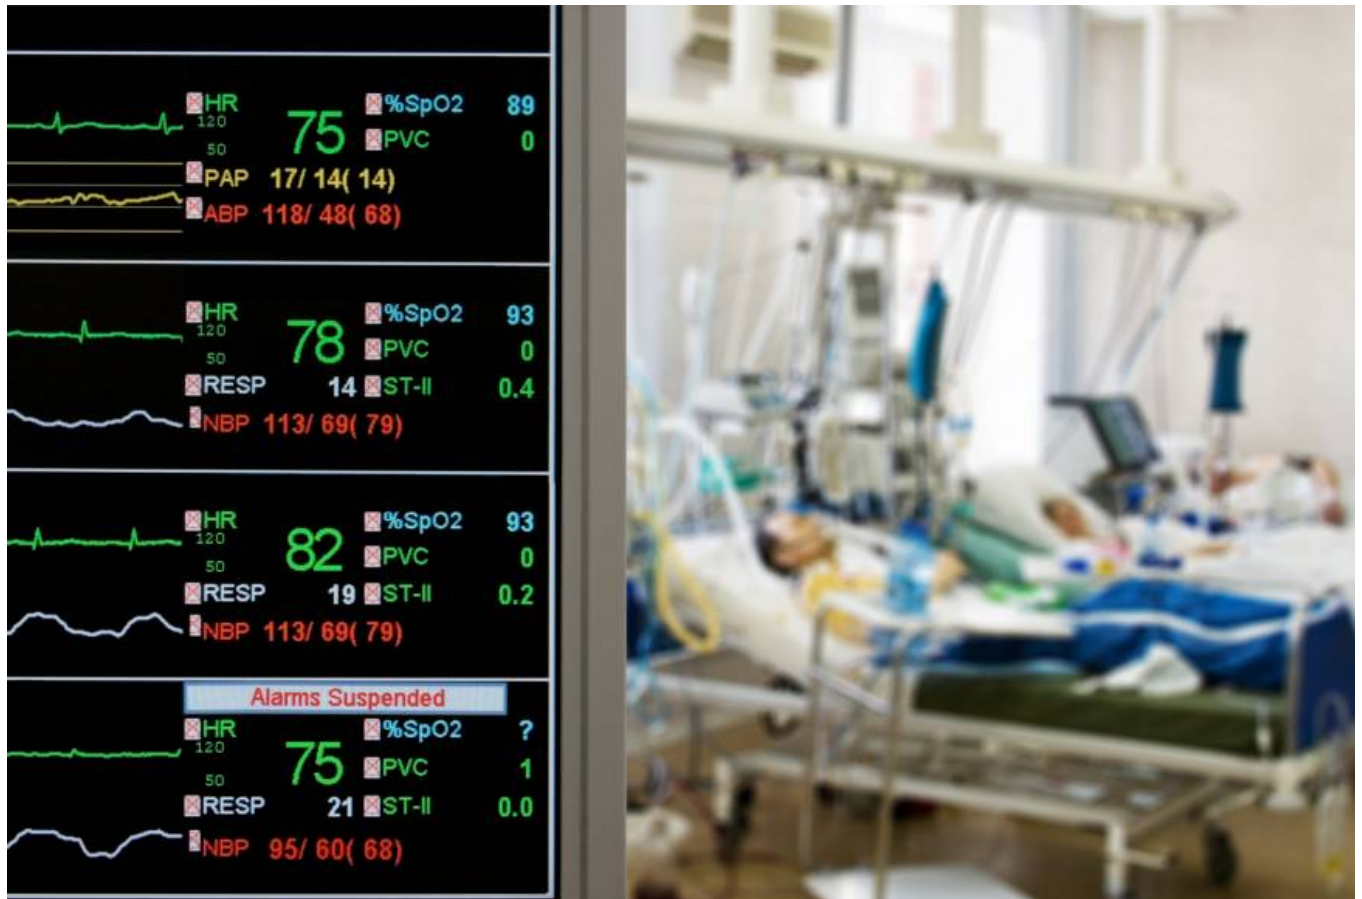 HR 75 %SpO2 89
120
50 PVC 0
PAP 17/ 14( 14)
ABP 118/ 48( 68)
HR 78 %SpO2 93
120
50 PVC 0
RESP 14 ST-II 0.4
NBP 113/ 69( 79)
HR 82 %SpO2 93
120
50 PVC 0
RESP 19 ST-II 0.2
NBP 113/ 69( 79)
Alarms Suspended
HR 75 %SpO2 ?
120
50 PVC 1
RESP 21 ST-II 0.0
NBP 95/ 60( 68)